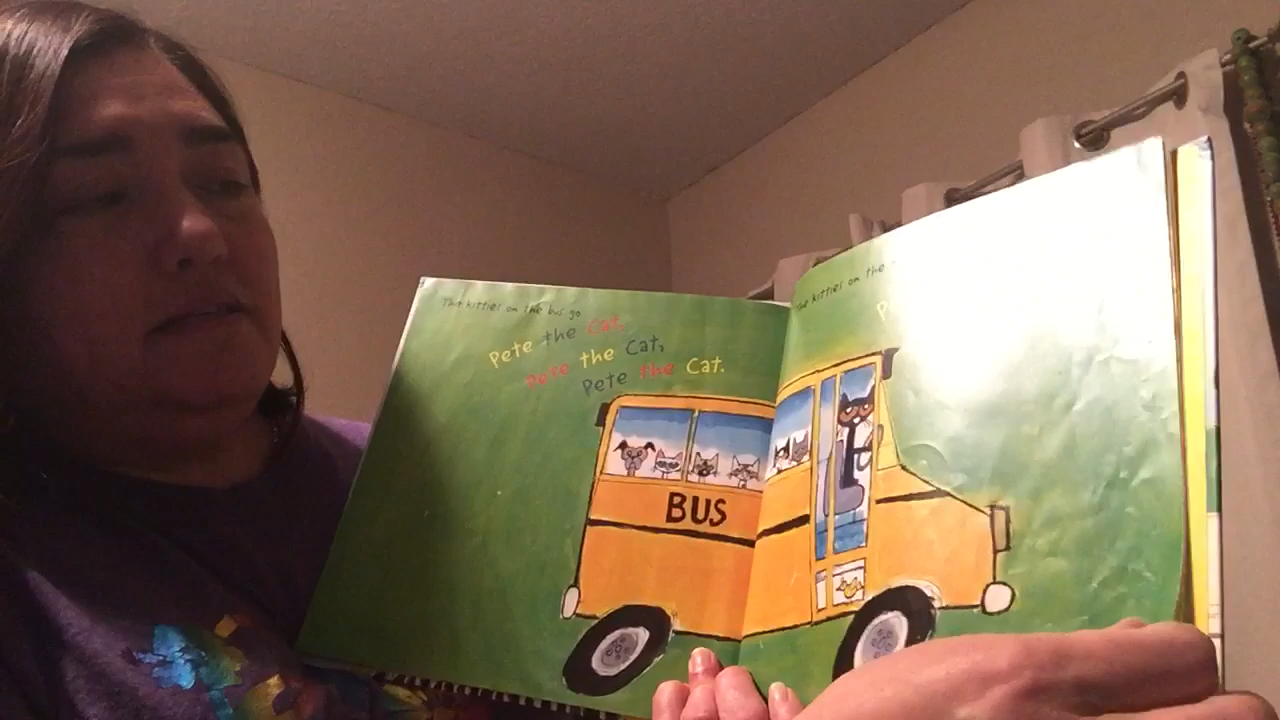 The kitties on the bus go
Pete the Cat,
Pete the Cat,
Pete the Cat.
BUS
The kitties on the
P